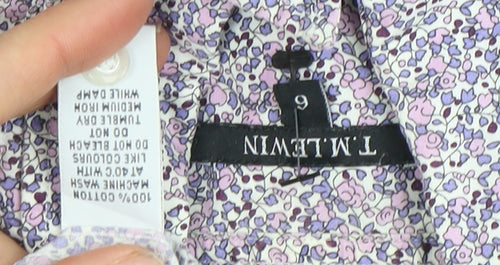 T.M.LEWIN
6
100% COTTON
MACHINE WASH
AT 40C WITH
LIKE COLOURS
DO NOT BLEACH
DO NOT
TUMBLE DRY
MEDIUM IRON
WHILE DAMP